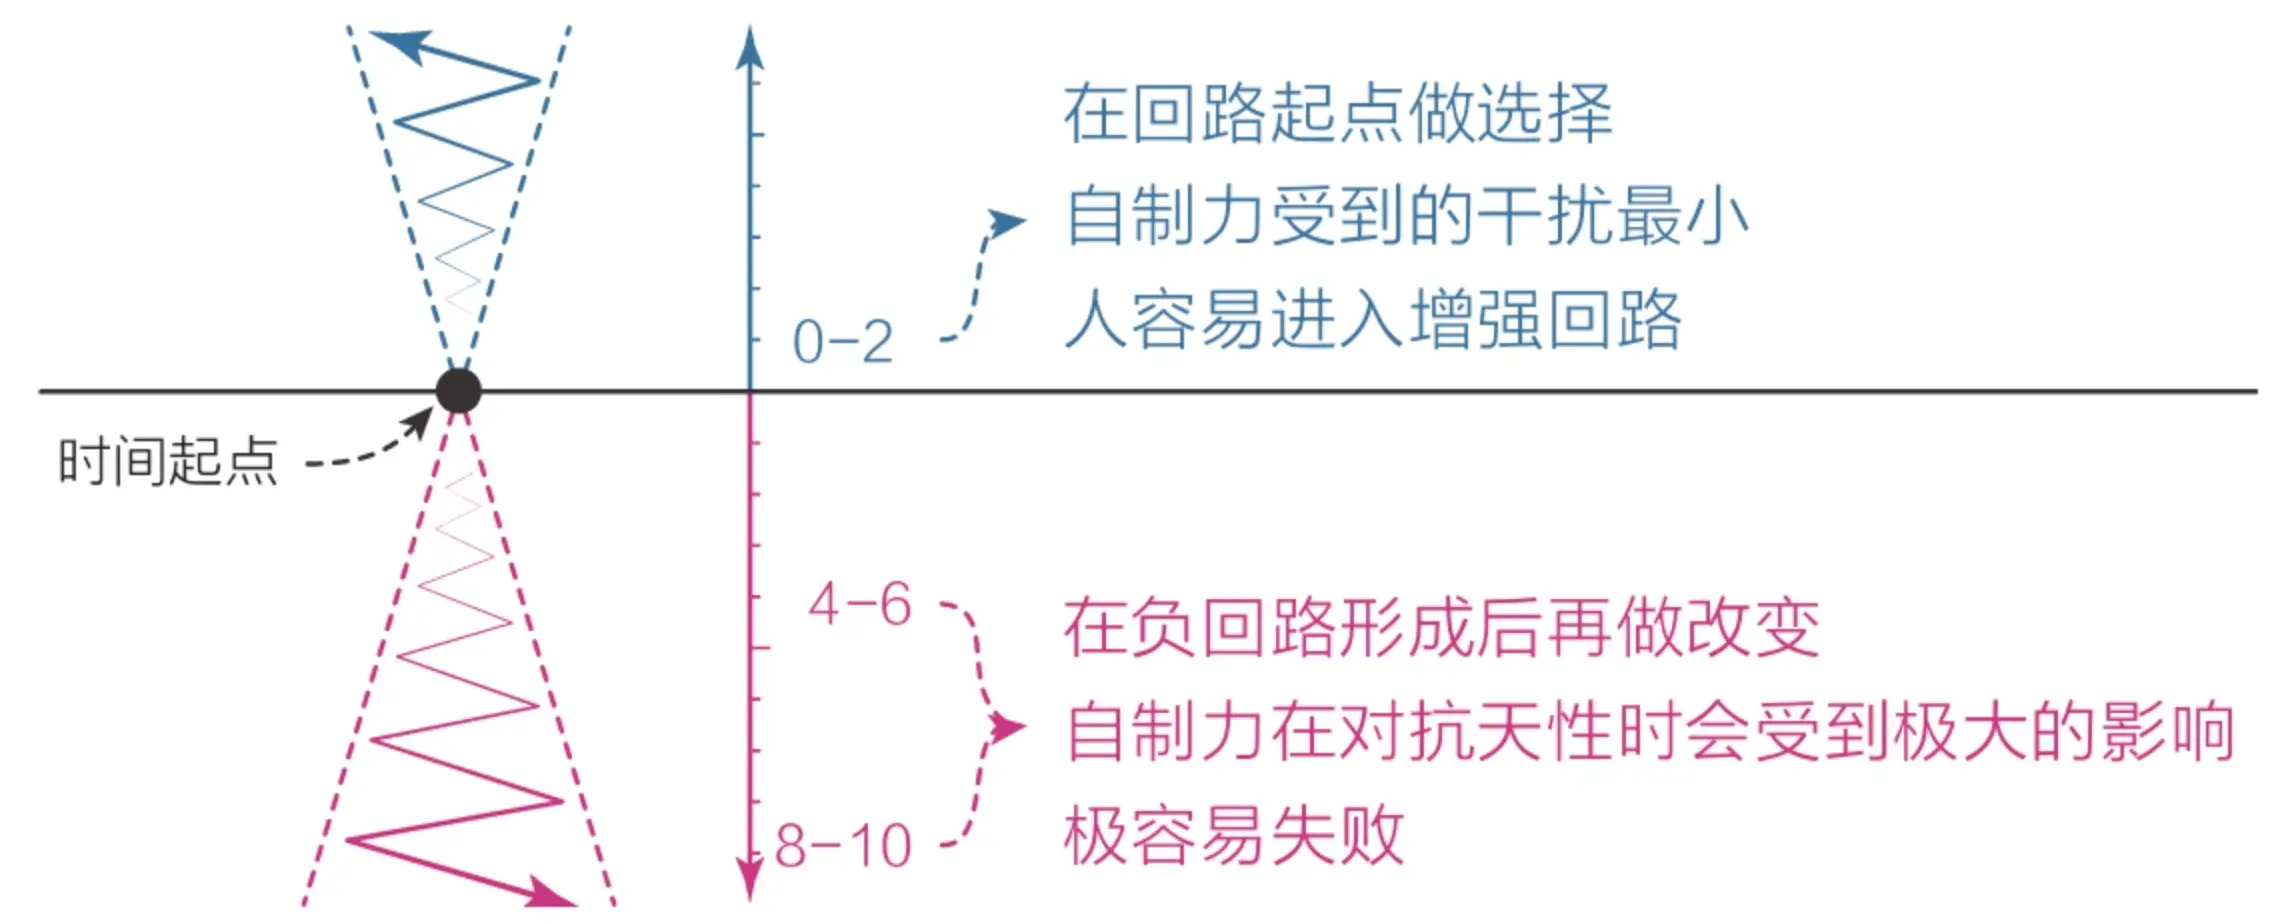 在回路起点做选择
自制力受到的干扰最小
人容易进入增强回路
0-2
时间起点
4-6
在负回路形成后再做改变
自制力在对抗天性时会受到极大的影响
极容易失败
8-10